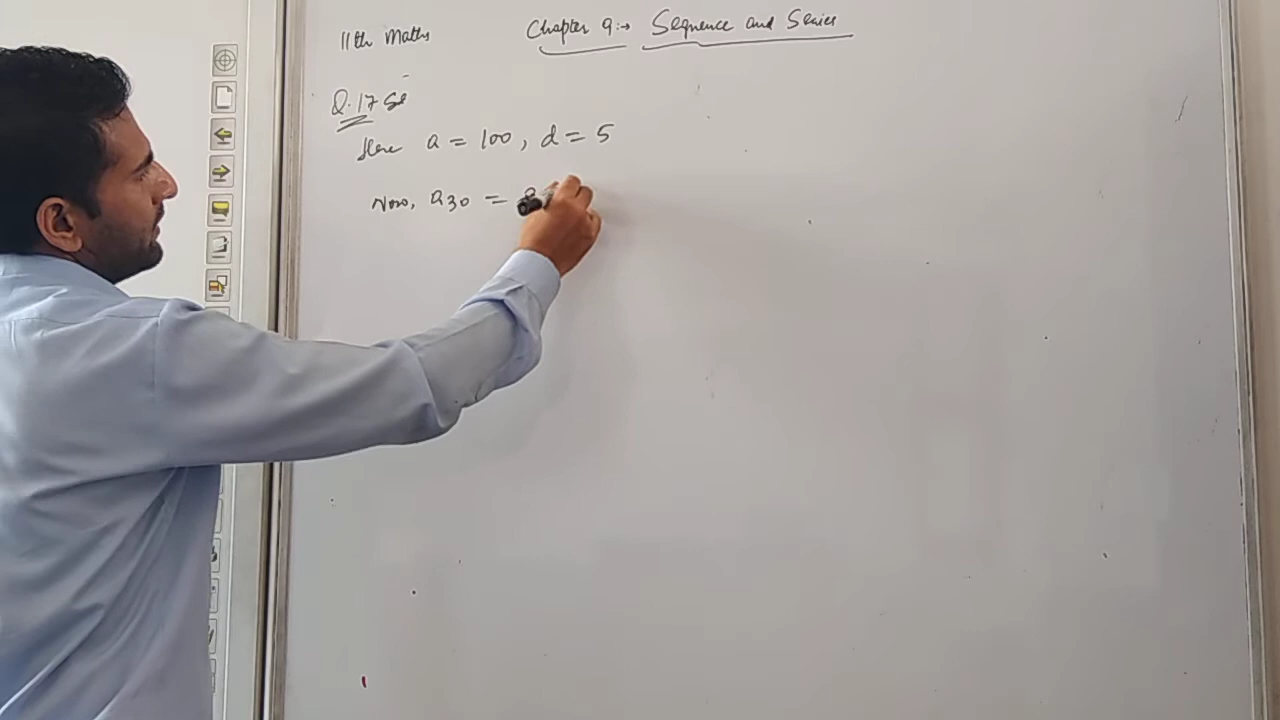 11th Maths
Chapter 9:→ Sequence and Series
Q.17 Sol
Here a = 100, d = 5
Now, a30 = a